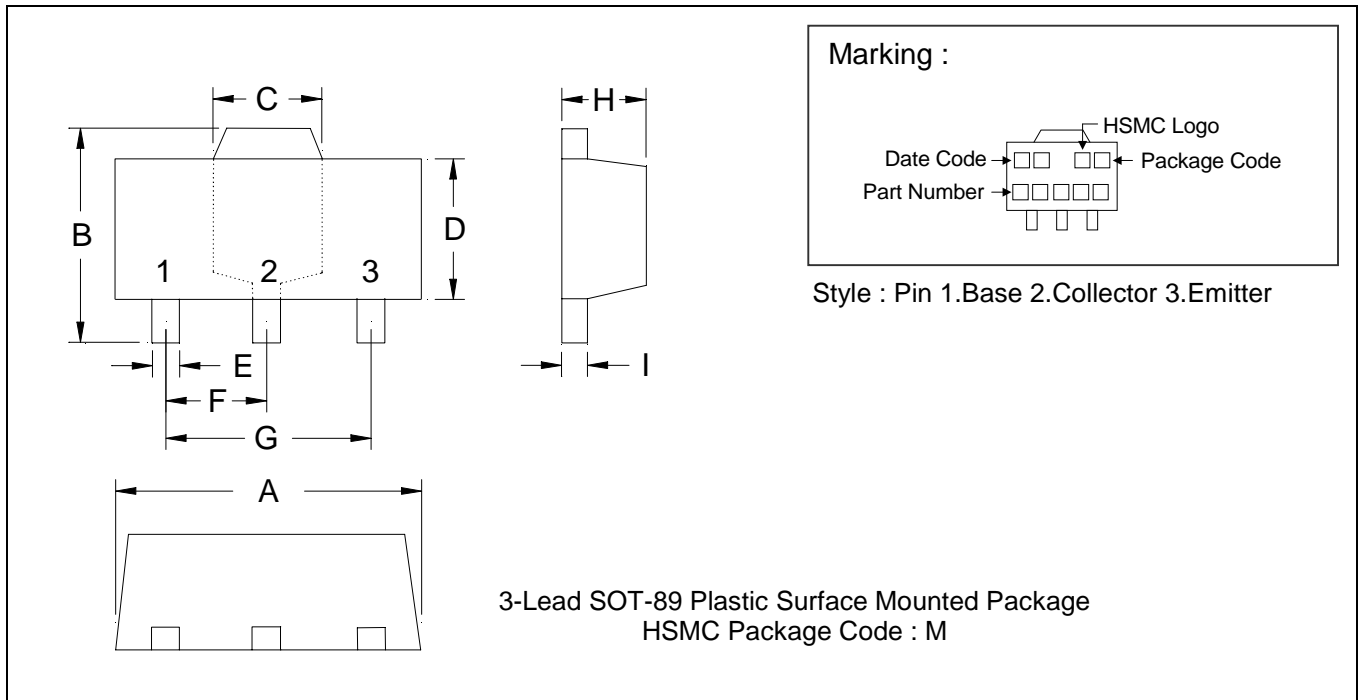 Marking :
HSMC Logo
Date Code
Package Code
Part Number
Style : Pin 1.Base 2.Collector 3.Emitter
C
H
B
D
1 2 3
E
I
F
G
A
3-Lead SOT-89 Plastic Surface Mounted Package
HSMC Package Code : M